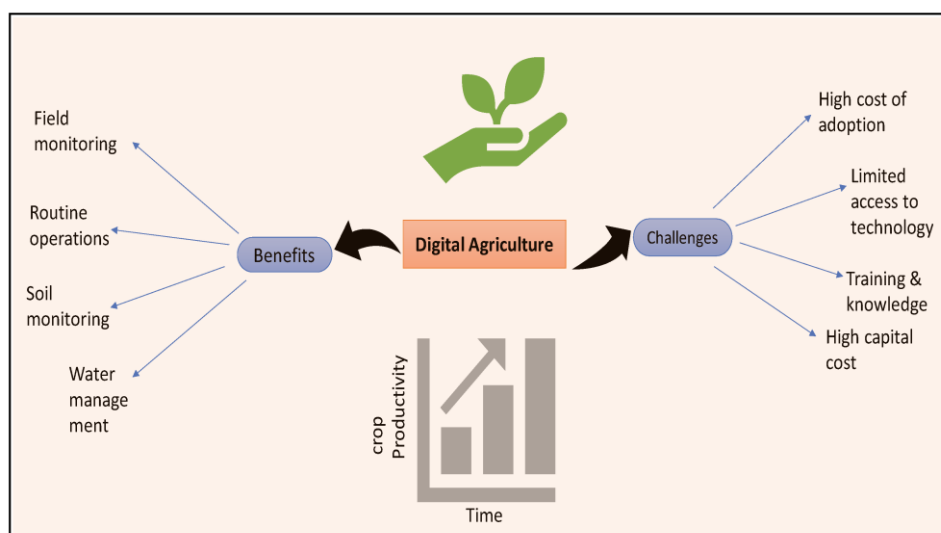 Field
monitoring
Routine
operations
Soil
monitoring
Water
manage
ment
Benefits
Digital Agriculture
Challenges
High cost of
adoption
Limited
access to
technology
Training &
knowledge
High capital
cost
crop
Productivity
Time